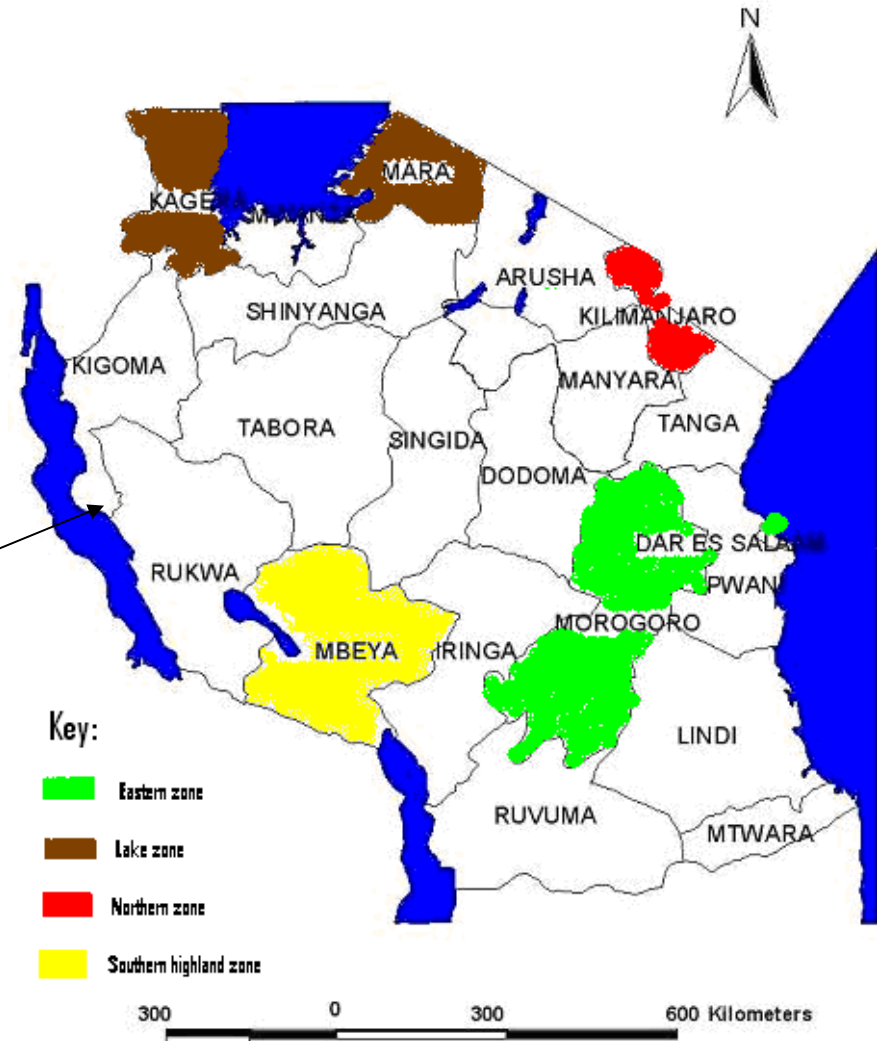 N
MARA
KAGERA
MWANZA
ARUSHA
SHINYANGA
KILIMANJARO
KIGOMA
MANYARA
TABORA
TANGA
SINGIDA
DODOMA
DAR ES SALAAM
RUKWA
PWANI
MOROGORO
MBEYA
IRINGA
LINDI
RUVUMA
MTWARA
Key:
Eastern zone
Lake zone
Northern zone
Southern highland zone
300 0 300 600 Kilometers